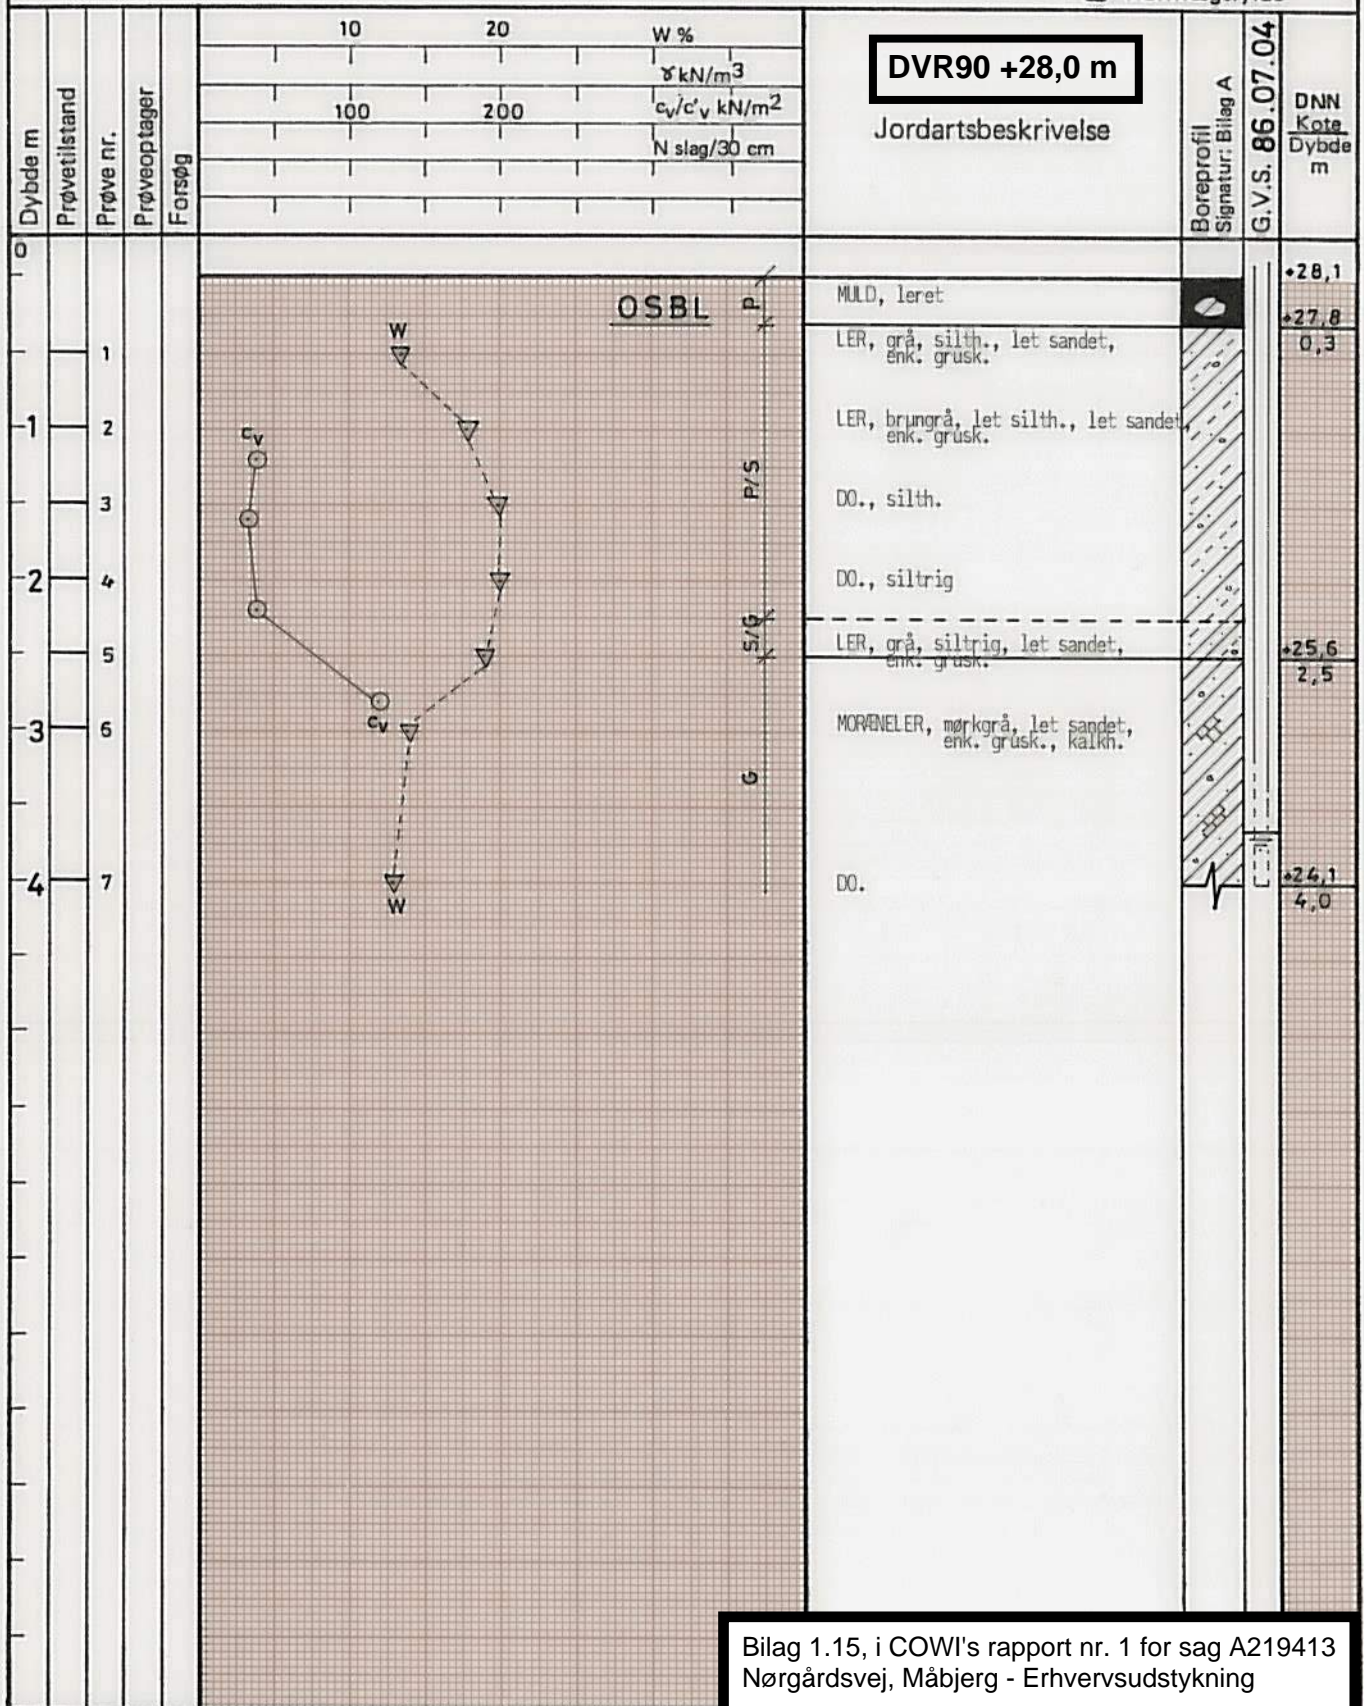 10 20 W %
γ kN/m3
100 200 cv/c'v kN/m2
N slag/30 cm
Dybde m
Prøvetilstand
Prøve nr.
Prøveoptager
Forsøg
DVR90 +28,0 m
Jordartsbeskrivelse
Boreprofil
Signatur: Bilag A
G.V.S. 86.07.04
DNN
Kote
Dybde
m
0
+28,1
OSBL P MULD, leret
+27,8
0,3
W
1 LER, grå, silth., let sandet,
enk. grusk.
1 2 LER, brungrå, let silth., let sandet,
enk. grusk.
cv
P/S
3 DO., silth.
2 4 DO., siltrig
S/G
5 LER, grå, siltrig, let sandet,
enk. grusk.
+25,6
2,5
cv
3 6 MORÆNELER, mørkgrå, let sandet,
enk. grusk., kalkh.
G
4 7 DO.
W
+24,1
4,0
Bilag 1.15, i COWI's rapport nr. 1 for sag A219413
Nørgårdsvej, Måbjerg - Erhvervsudstykning